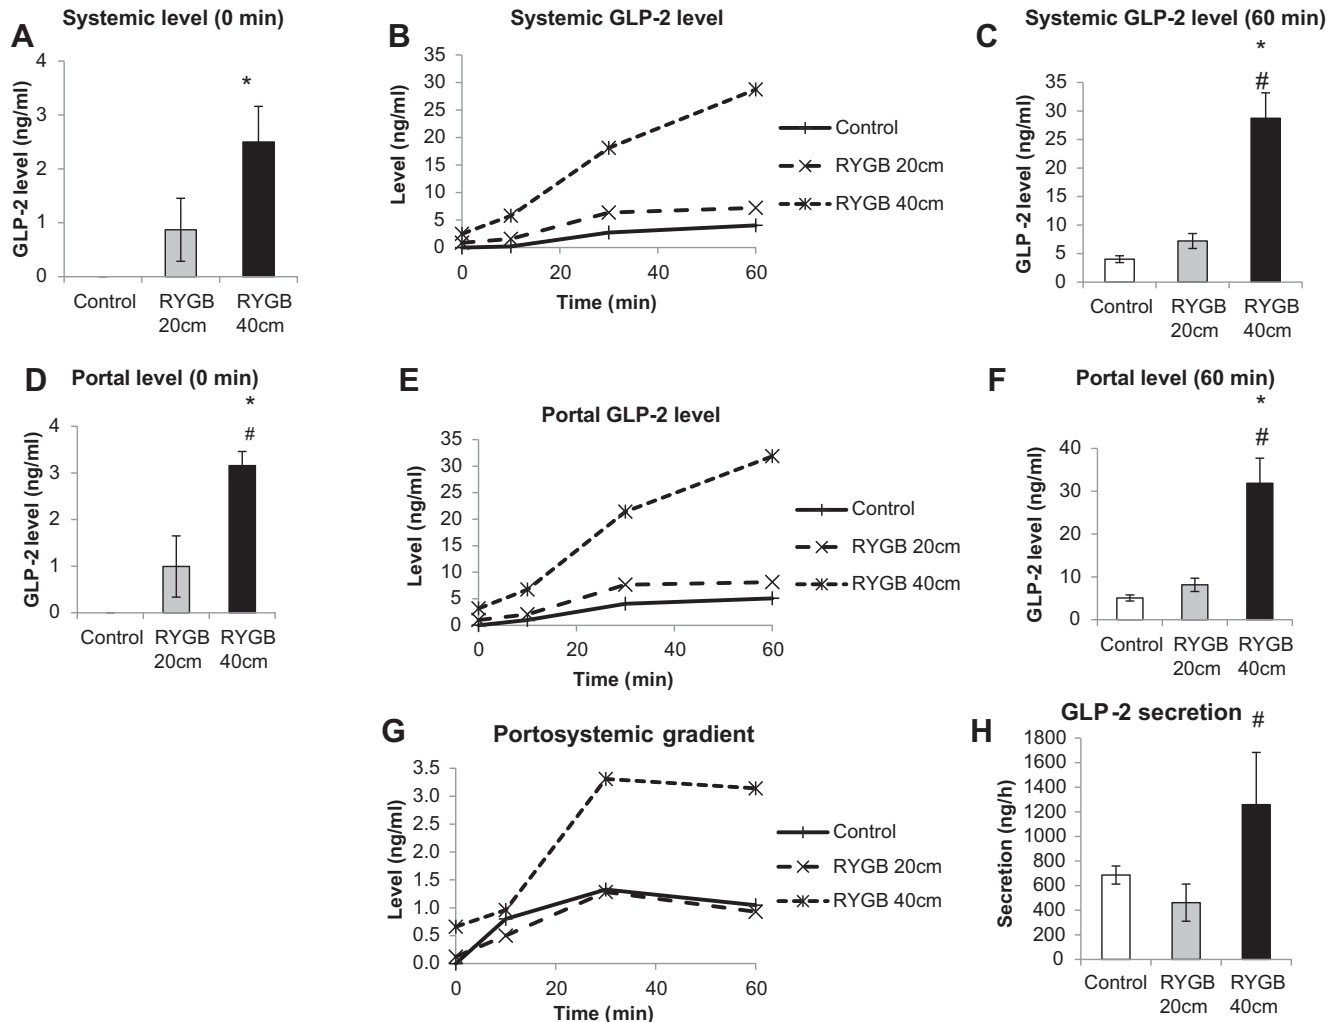 A
Systemic level (0 min)
GLP-2 level (ng/ml)
4
3
2
1
0
*
Control
RYGB
20cm
RYGB
40cm
B
Systemic GLP-2 level
Level (ng/ml)
35
30
25
20
15
10
5
0
0
20
40
60
Time (min)
Control
RYGB 20cm
RYGB 40cm
C
Systemic GLP-2 level (60 min)
*
#
GLP-2 level (ng/ml)
35
30
25
20
15
10
5
0
Control
RYGB
20cm
RYGB
40cm
D
Portal level (0 min)
*
#
GLP-2 level (ng/ml)
4
3
2
1
0
Control
RYGB
20cm
RYGB
40cm
E
Portal GLP-2 level
Level (ng/ml)
35
30
25
20
15
10
5
0
0
20
40
60
Time (min)
Control
RYGB 20cm
RYGB 40cm
F
Portal level (60 min)
*
#
GLP-2 level (ng/ml)
40
30
20
10
0
Control
RYGB
20cm
RYGB
40cm
G
Portosystemic gradient
Level (ng/ml)
3.5
3.0
2.5
2.0
1.5
1.0
0.5
0.0
0
20
40
60
Time (min)
Control
RYGB 20cm
RYGB 40cm
H
GLP-2 secretion
#
Secretion (ng/h)
1800
1600
1400
1200
1000
800
600
400
200
0
Control
RYGB
20cm
RYGB
40cm